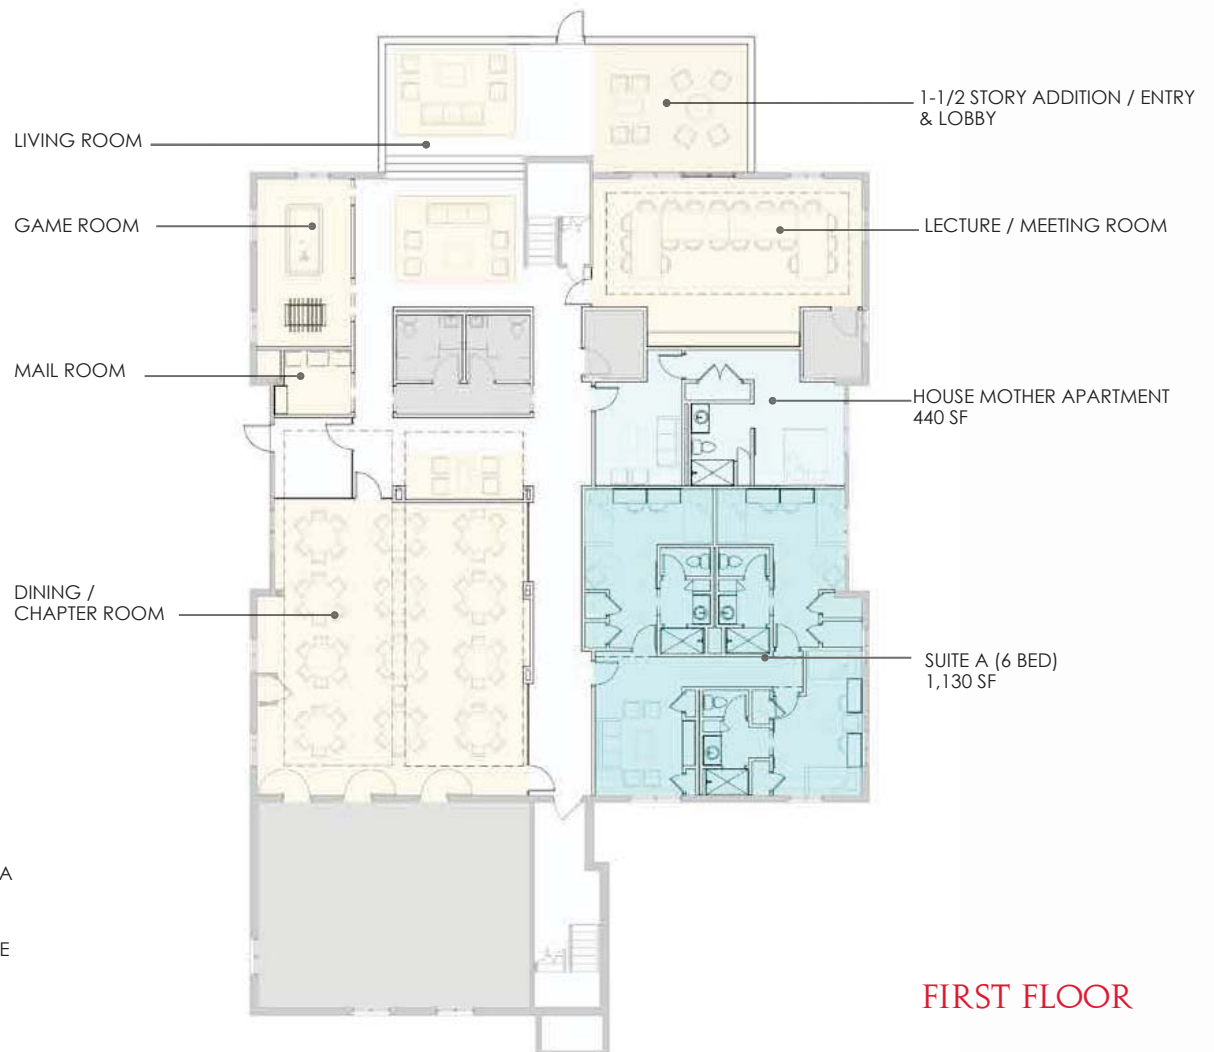 1-1/2 STORY ADDITION / ENTRY
& LOBBY
LIVING ROOM
GAME ROOM
LECTURE / MEETING ROOM
MAIL ROOM
HOUSE MOTHER APARTMENT
440 SF
DINING /
CHAPTER ROOM
SUITE A (6 BED)
1,130 SF
A
E
FIRST FLOOR